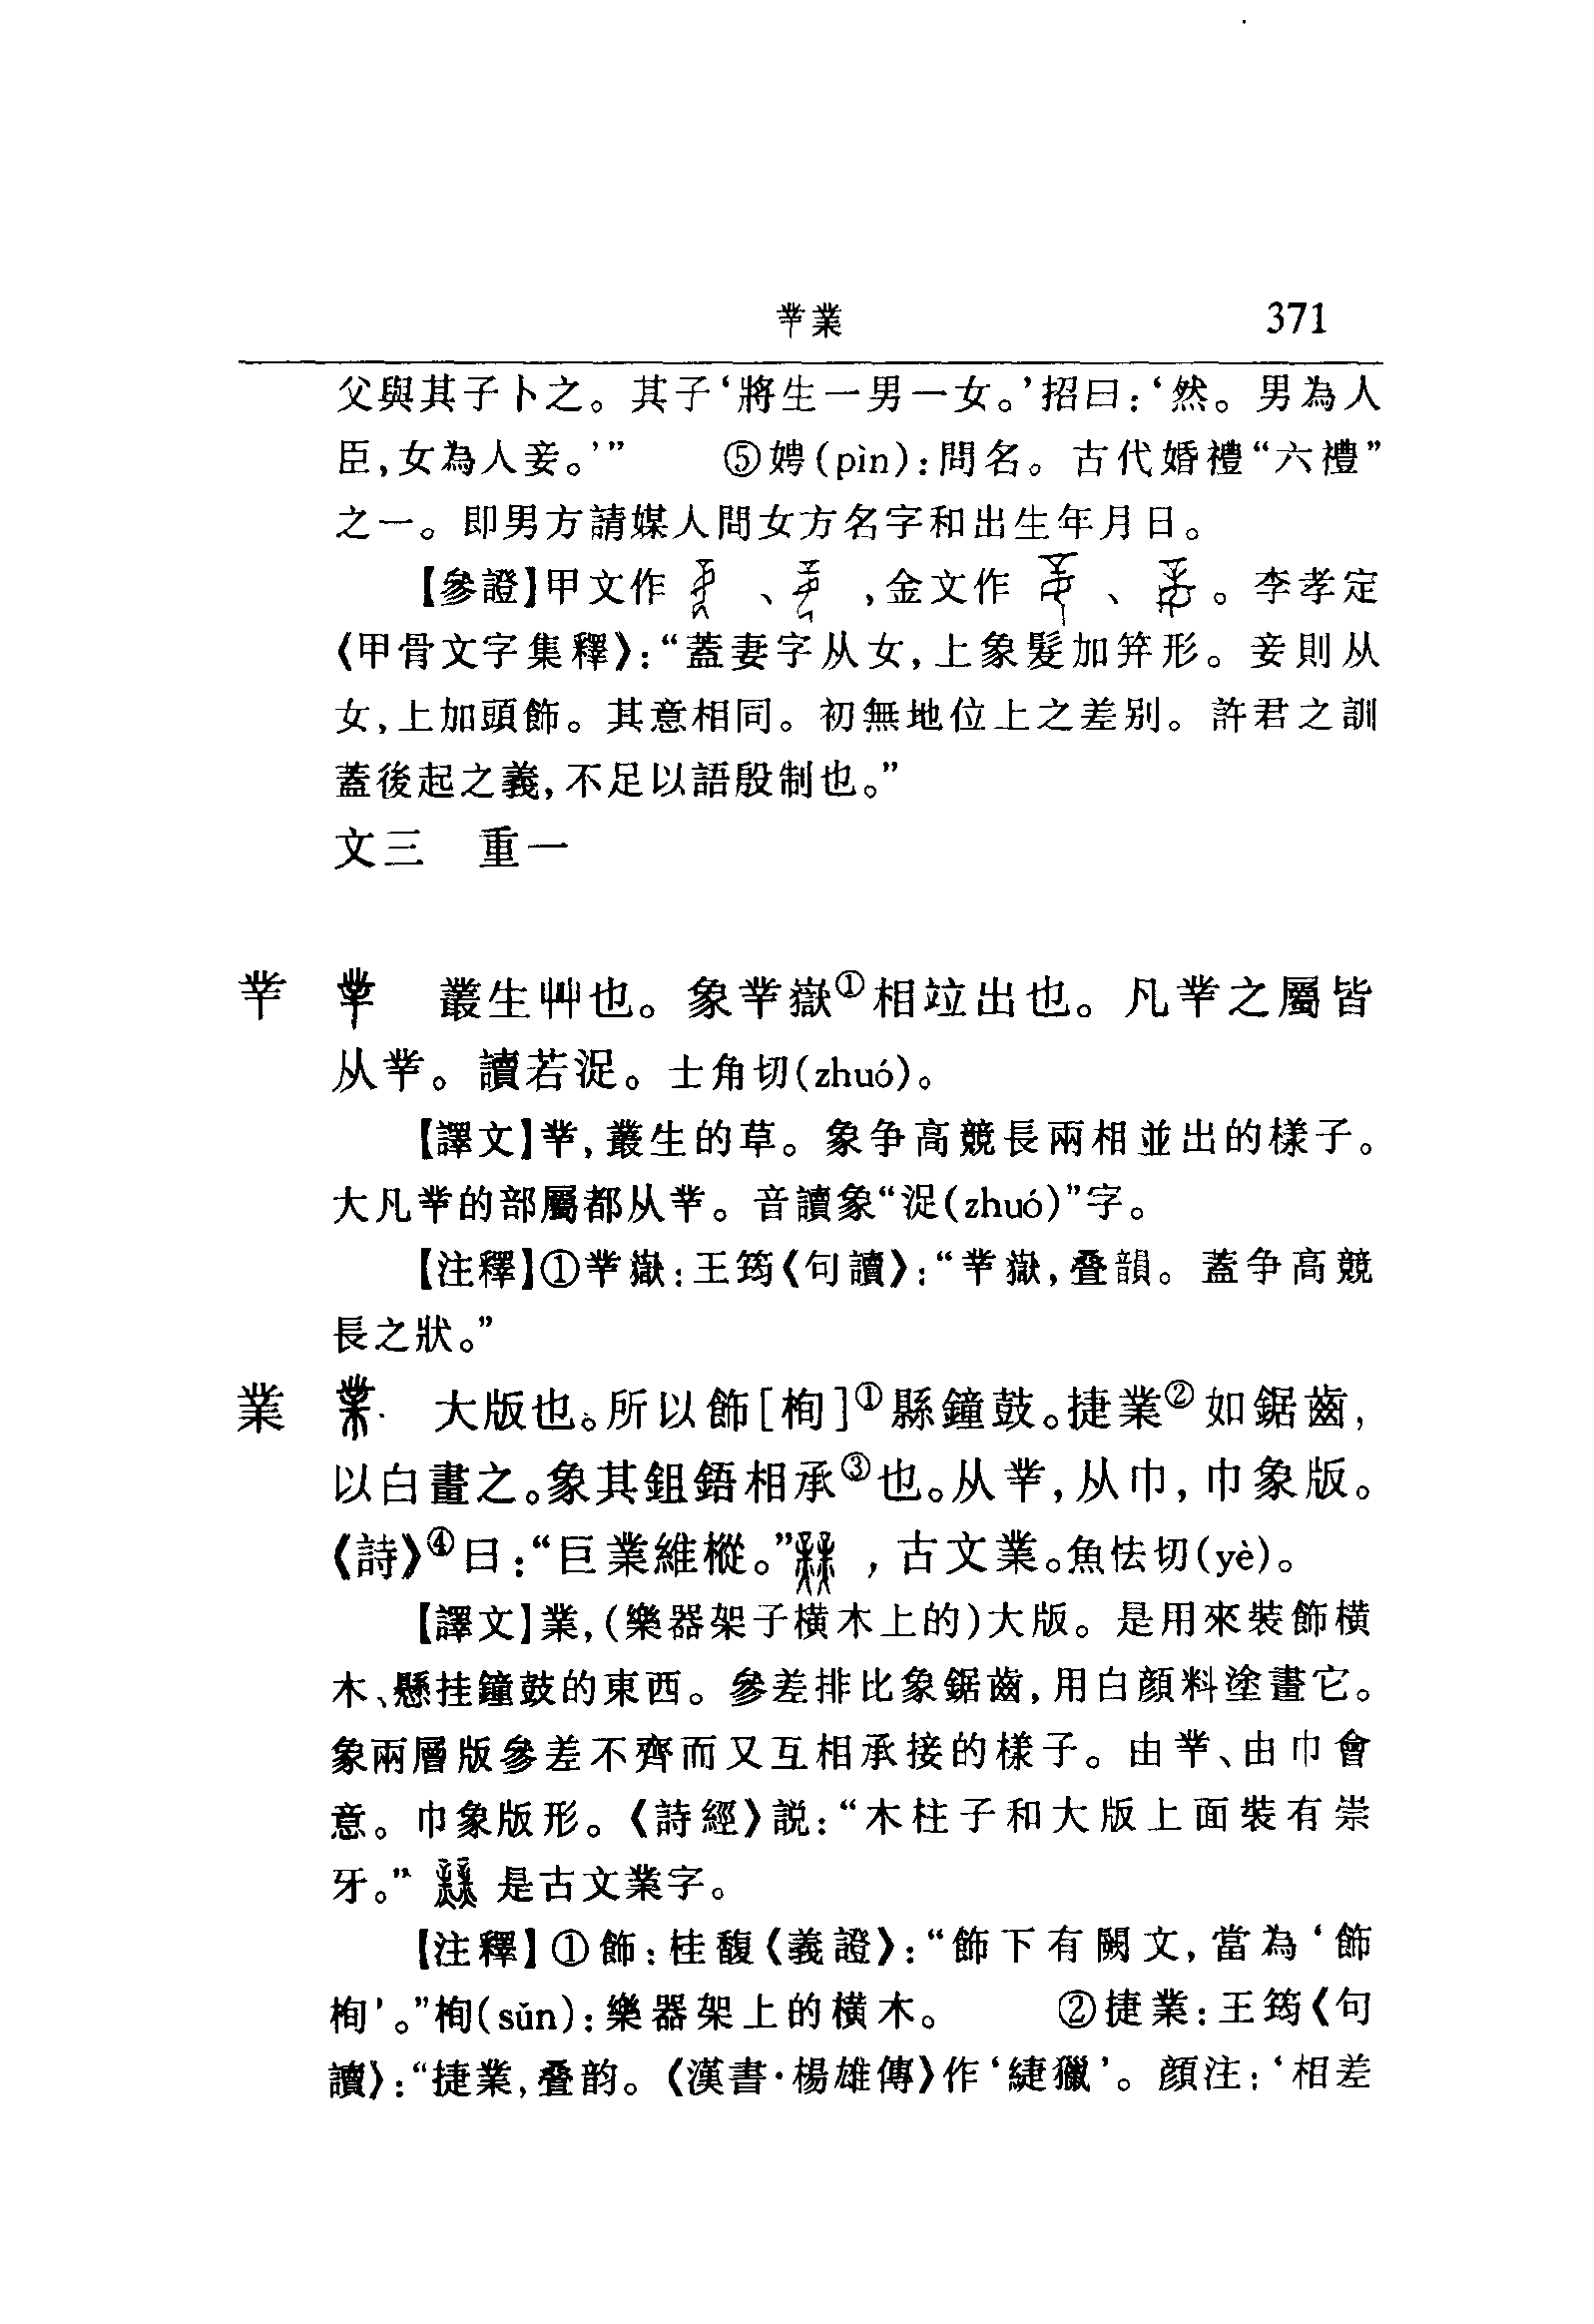 丵業 371
父與其子卜之。其子‘將生一男一女。’招曰：‘然。男為人
臣，女為人妾。’” ⑤娉(pìn)：問名。古代婚禮“六禮”
之一。即男方請媒人問女方名字和出生年月日。
【參證】甲文作 、 ，金文作 、 。李孝定
《甲骨文字集釋》：“蓋妻字从女，上象髮加笄形。妾則从
女，上加頭飾。其意相同。初無地位上之差别。許君之訓
蓋後起之義，不足以語殷制也。”
文三 重一
丵 叢生艸也。象丵嶽①相竝出也。凡丵之屬皆
从丵。讀若浞。士角切(zhuó)。
【譯文】丵，叢生的草。象争高競長兩相並出的樣子。
大凡丵的部屬都从丵。音讀象“浞(zhuó)”字。
【注釋】①丵嶽：王筠《句讀》：“丵嶽，叠韻。蓋争高競
長之狀。”
業 大版也。所以飾[栒]①縣鐘鼓。捷業②如鋸齒，
以白畫之。象其鉏鋙相承③也。从丵，从巾，巾象版。
《詩》④曰：“巨業維樅。” ，古文業。魚怯切(yè)。
【譯文】業，(樂器架子橫木上的)大版。是用來裝飾橫
木、懸挂鐘鼓的東西。參差排比象鋸齒，用白顔料塗畫它。
象兩層版參差不齊而又互相承接的樣子。由丵、由巾會
意。巾象版形。《詩經》説：“木柱子和大版上面裝有崇
牙。” 是古文業字。
【注釋】①飾：桂馥《義證》：“飾下有闕文，當為‘飾
栒’。”栒(sǔn)：樂器架上的橫木。 ②捷業：王筠《句
讀》：“捷業，叠韵。《漢書·楊雄傳》作‘緁獵’。顔注：‘相差